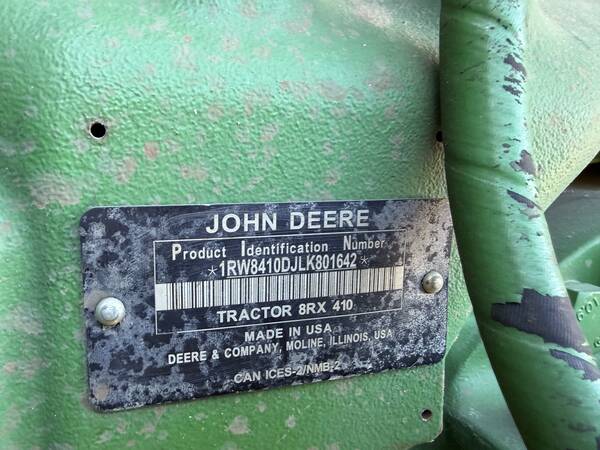 JOHN DEERE
Product Identification Number
*1RW8410DJLK801642*
TRACTOR 8RX 410
MADE IN USA
DEERE & COMPANY, MOLINE, ILLINOIS, USA
CAN ICES-2/NMB-2